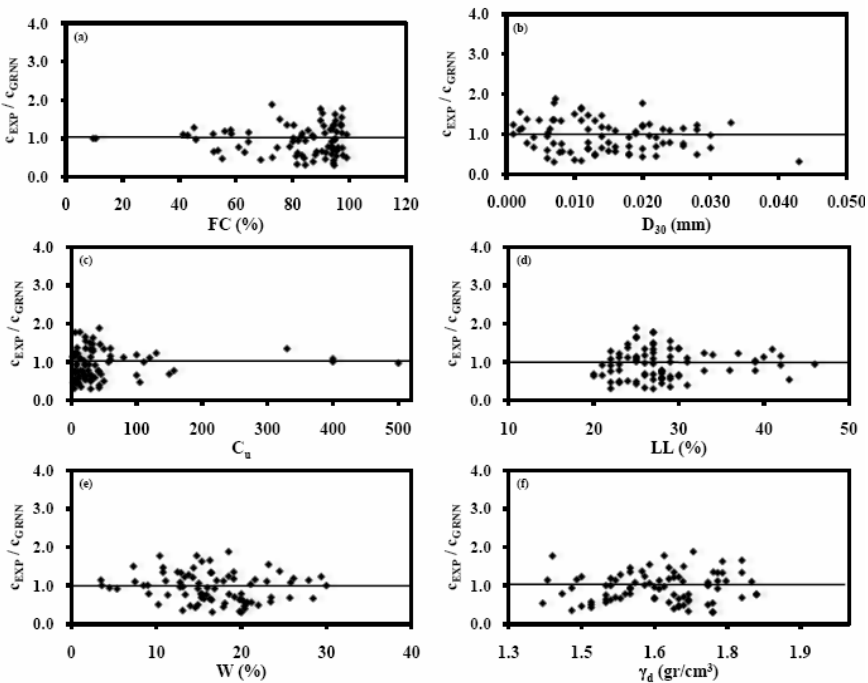 (a)
c_EXP / c_GRNN
4.0
3.0
2.0
1.0
0.0
0 20 40 60 80 100 120
FC (%)
(b)
c_EXP / c_GRNN
4.0
3.0
2.0
1.0
0.0
0.000 0.010 0.020 0.030 0.040 0.050
D30 (mm)
(c)
c_EXP / c_GRNN
4.0
3.0
2.0
1.0
0.0
0 100 200 300 400 500
Cu
(d)
c_EXP / c_GRNN
4.0
3.0
2.0
1.0
0.0
10 20 30 40 50
LL (%)
(e)
c_EXP / c_GRNN
4.0
3.0
2.0
1.0
0.0
0 10 20 30 40
W (%)
(f)
c_EXP / c_GRNN
4.0
3.0
2.0
1.0
0.0
1.3 1.5 1.6 1.8 1.9
γd (gr/cm³)